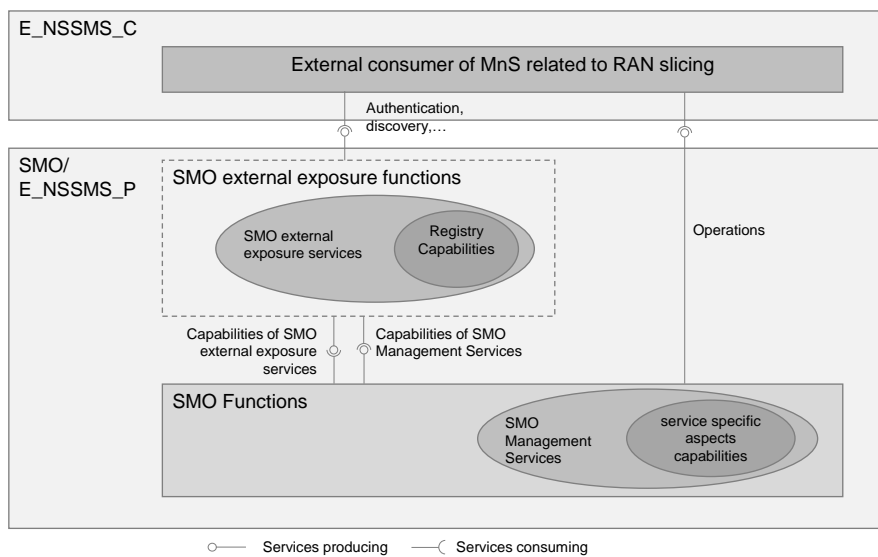 E_NSSMS_C
External consumer of MnS related to RAN slicing
Authentication,
discovery,...
SMO/
E_NSSMS_P
SMO external exposure functions
SMO external
exposure services
Registry
Capabilities
Operations
Capabilities of SMO
external exposure
services
Capabilities of SMO
Management Services
SMO Functions
SMO
Management
Services
service specific
aspects
capabilities
Services producing
Services consuming